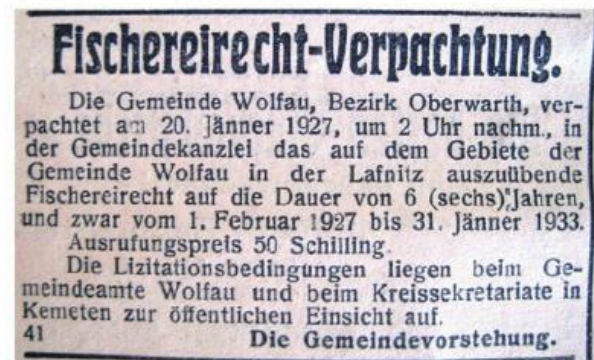 Fischereirecht-Verpachtung.
Die Gemeinde Wolfau, Bezirk Oberwarth, ver-
pachtet am 20. Jänner 1927, um 2 Uhr nachm., in
der Gemeindekanzlei das auf dem Gebiete der
Gemeinde Wolfau in der Lafnitz auszuübende
Fischereirecht auf die Dauer von 6 (sechs) Jahren,
und zwar vom 1. Februar 1927 bis 31. Jänner 1933.
Ausrufungspreis 50 Schilling.
Die Lizitationsbedingungen liegen beim Ge-
meindeamte Wolfau und beim Kreissekretariate in
Kemeten zur öffentlichen Einsicht auf.
41 Die Gemeindevorstehung.